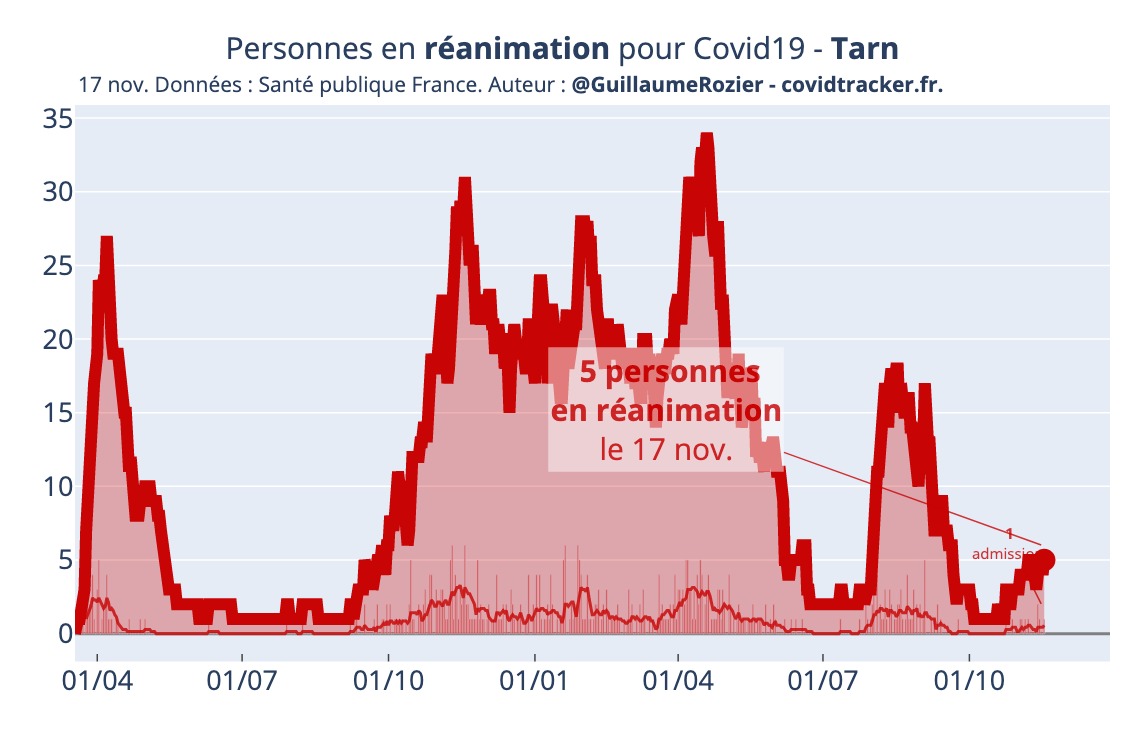 Personnes en réanimation pour Covid19 - Tarn
17 nov. Données : Santé publique France. Auteur : @GuillaumeRozier - covidtracker.fr.
35
30
25
20
15
10
5
0
5 personnes
en réanimation
le 17 nov.
1
admission
01/04
01/07
01/10
01/01
01/04
01/07
01/10